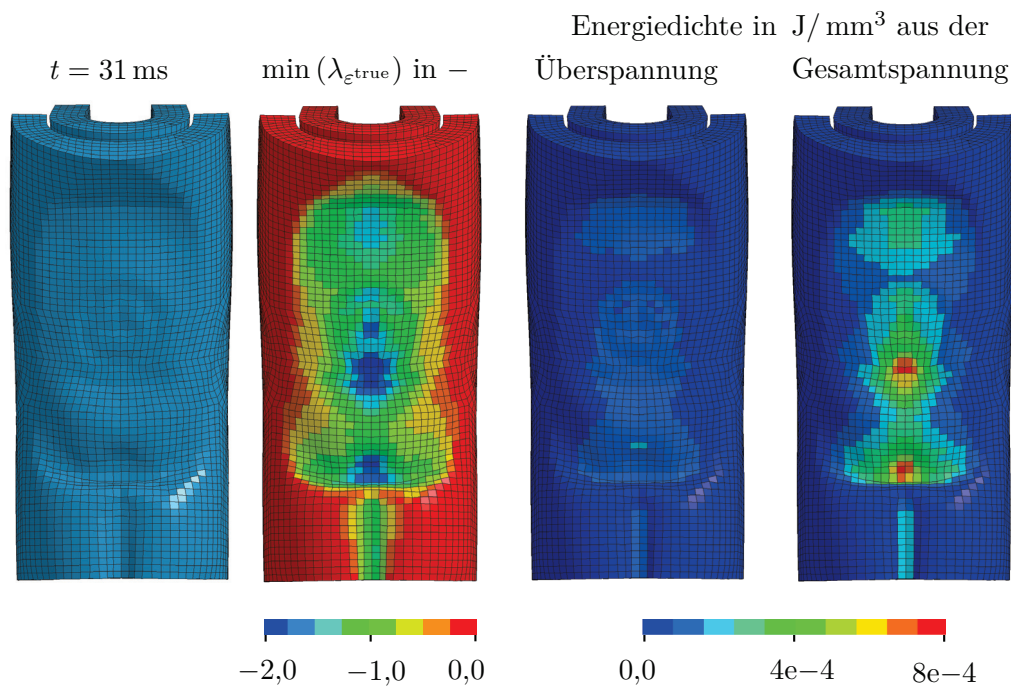 Energiedichte in J/mm³ aus der
t = 31 ms min (λ_ε^true) in − Überspannung Gesamtspannung
−2,0 −1,0 0,0 0,0 4e−4 8e−4